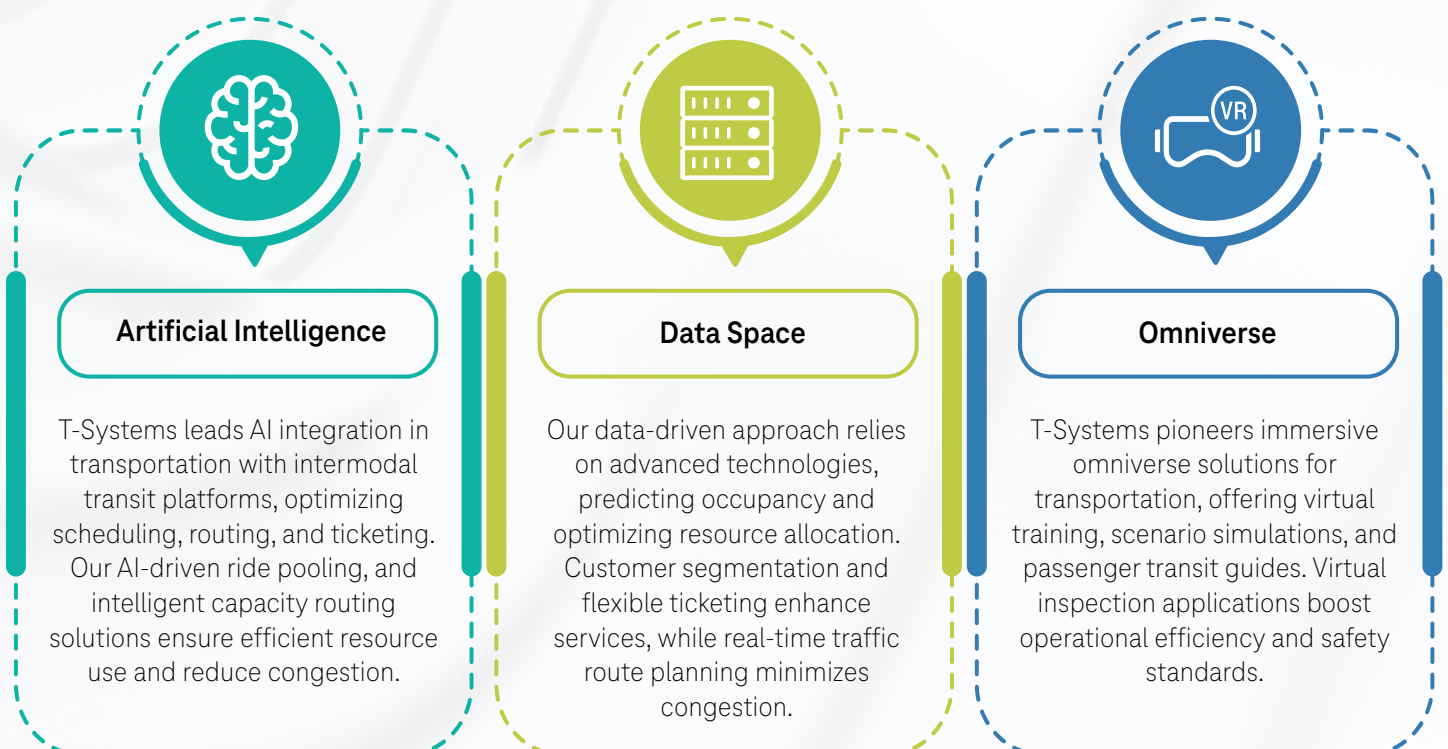 Artificial Intelligence
T-Systems leads AI integration in
transportation with intermodal
transit platforms, optimizing
scheduling, routing, and ticketing.
Our AI-driven ride pooling, and
intelligent capacity routing
solutions ensure efficient resource
use and reduce congestion.
Data Space
Our data-driven approach relies
on advanced technologies,
predicting occupancy and
optimizing resource allocation.
Customer segmentation and
flexible ticketing enhance
services, while real-time traffic
route planning minimizes
congestion.
VR
Omniverse
T-Systems pioneers immersive
omniverse solutions for
transportation, offering virtual
training, scenario simulations, and
passenger transit guides. Virtual
inspection applications boost
operational efficiency and safety
standards.